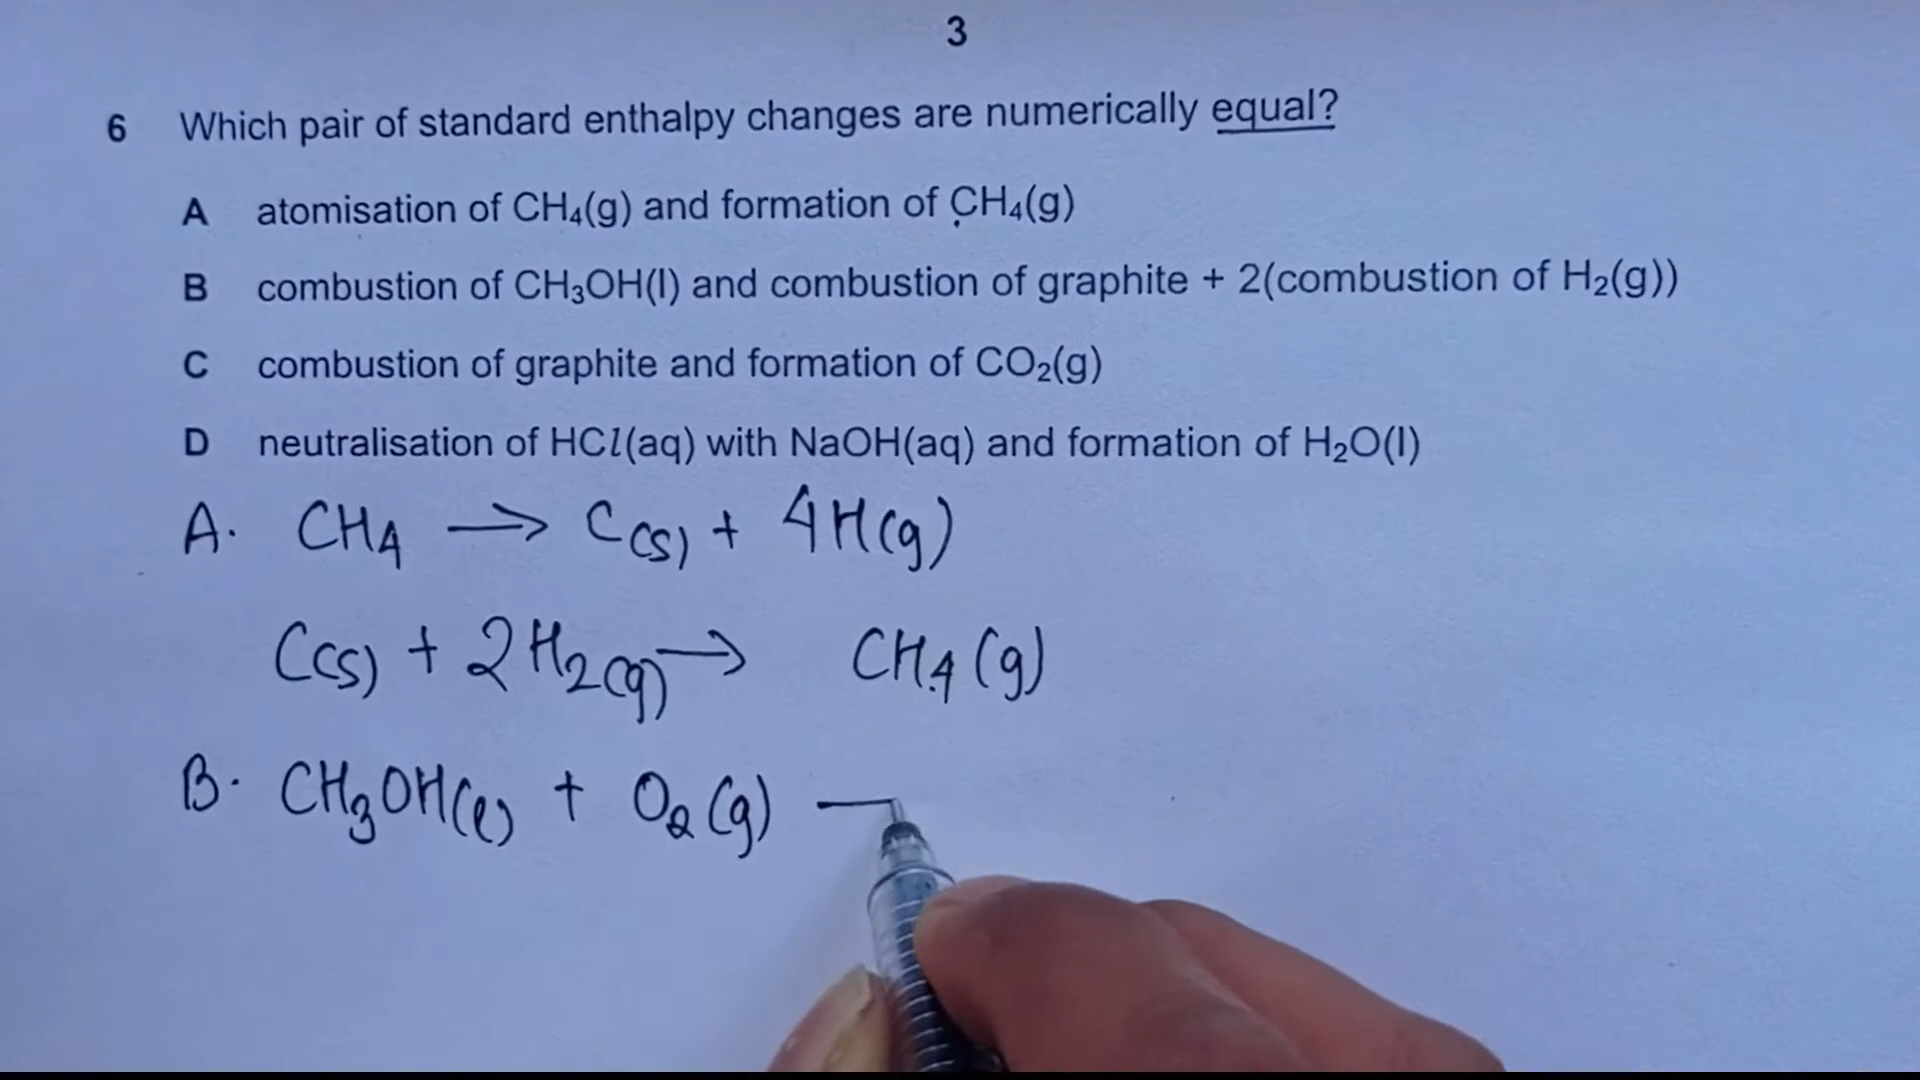 3
6 Which pair of standard enthalpy changes are numerically equal?
A atomisation of CH₄(g) and formation of CH₄(g)
B combustion of CH₃OH(l) and combustion of graphite + 2(combustion of H₂(g))
C combustion of graphite and formation of CO₂(g)
D neutralisation of HCl(aq) with NaOH(aq) and formation of H₂O(l)
A. CH₄ → C(s) + 4H(g)
C(s) + 2H₂(g) → CH₄(g)
B. CH₃OH(l) + O₂(g) —